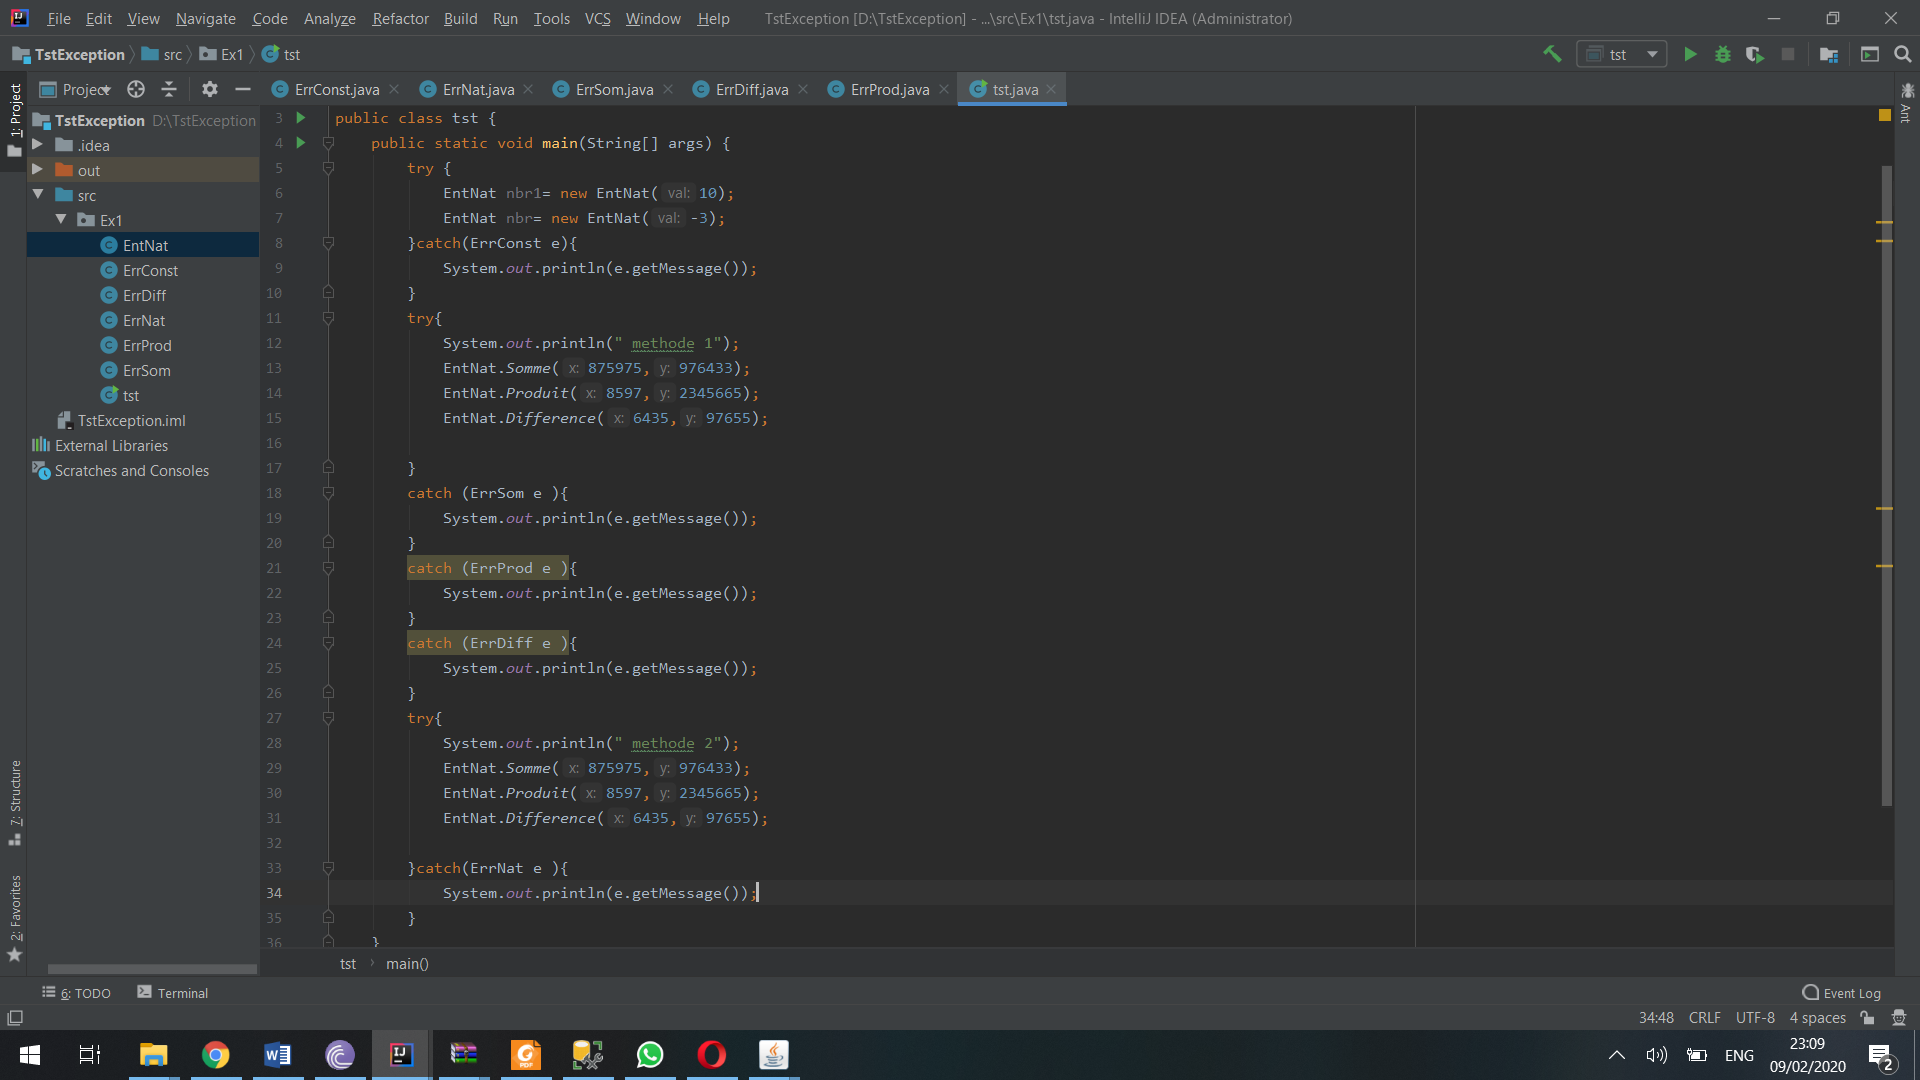 File Edit View Navigate Code Analyze Refactor Build Run Tools VCS Window Help TstException [D:\TstException] - ...\src\Ex1\tst.java - IntelliJ IDEA (Administrator)
TstException src Ex1 tst tst
Project ErrConst.java ErrNat.java ErrSom.java ErrDiff.java ErrProd.java tst.java
1: Project
7: Structure
2: Favorites
TstException D:\TstException
.idea
out
src
Ex1
EntNat
ErrConst
ErrDiff
ErrNat
ErrProd
ErrSom
tst
TstException.iml
External Libraries
Scratches and Consoles
3 public class tst {
4 public static void main(String[] args) {
5 try {
6 EntNat nbr1= new EntNat( val: 10);
7 EntNat nbr= new EntNat( val: -3);
8 }catch(ErrConst e){
9 System.out.println(e.getMessage());
10 }
11 try{
12 System.out.println(" methode 1");
13 EntNat.Somme( x: 875975, y: 976433);
14 EntNat.Produit( x: 8597, y: 2345665);
15 EntNat.Difference( x: 6435, y: 97655);
16
17 }
18 catch (ErrSom e ){
19 System.out.println(e.getMessage());
20 }
21 catch (ErrProd e ){
22 System.out.println(e.getMessage());
23 }
24 catch (ErrDiff e ){
25 System.out.println(e.getMessage());
26 }
27 try{
28 System.out.println(" methode 2");
29 EntNat.Somme( x: 875975, y: 976433);
30 EntNat.Produit( x: 8597, y: 2345665);
31 EntNat.Difference( x: 6435, y: 97655);
32
33 }catch(ErrNat e ){
34 System.out.println(e.getMessage());
35 }
36 }
Ant
tst main()
6: TODO Terminal Event Log
34:48 CRLF UTF-8 4 spaces
ENG 23:09
09/02/2020 2